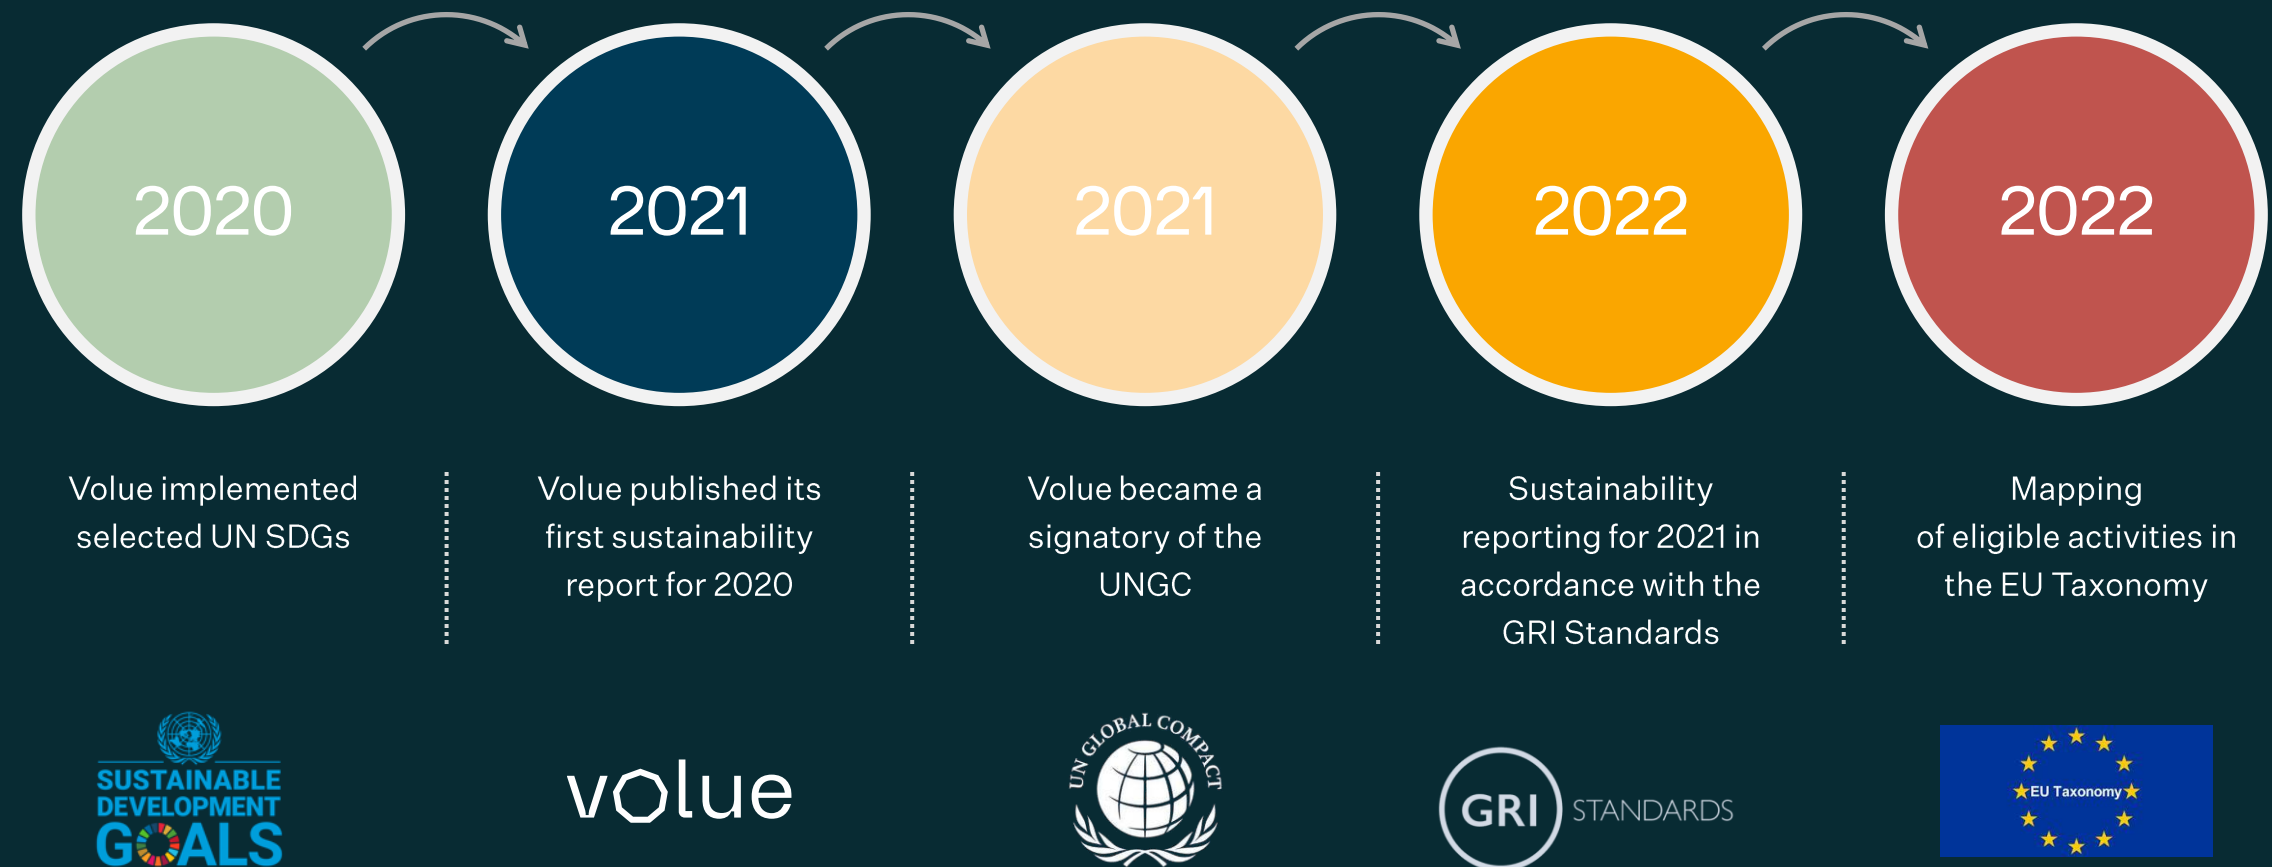 2020
2021
2021
2022
2022
Volue implemented
selected UN SDGs
Volue published its
first sustainability
report for 2020
Volue became a
signatory of the
UNGC
Sustainability
reporting for 2021 in
accordance with the
GRI Standards
Mapping
of eligible activities in
the EU Taxonomy
SUSTAINABLE
DEVELOPMENT
GOALS
volue
UN GLOBAL COMPACT
GRI STANDARDS
EU Taxonomy